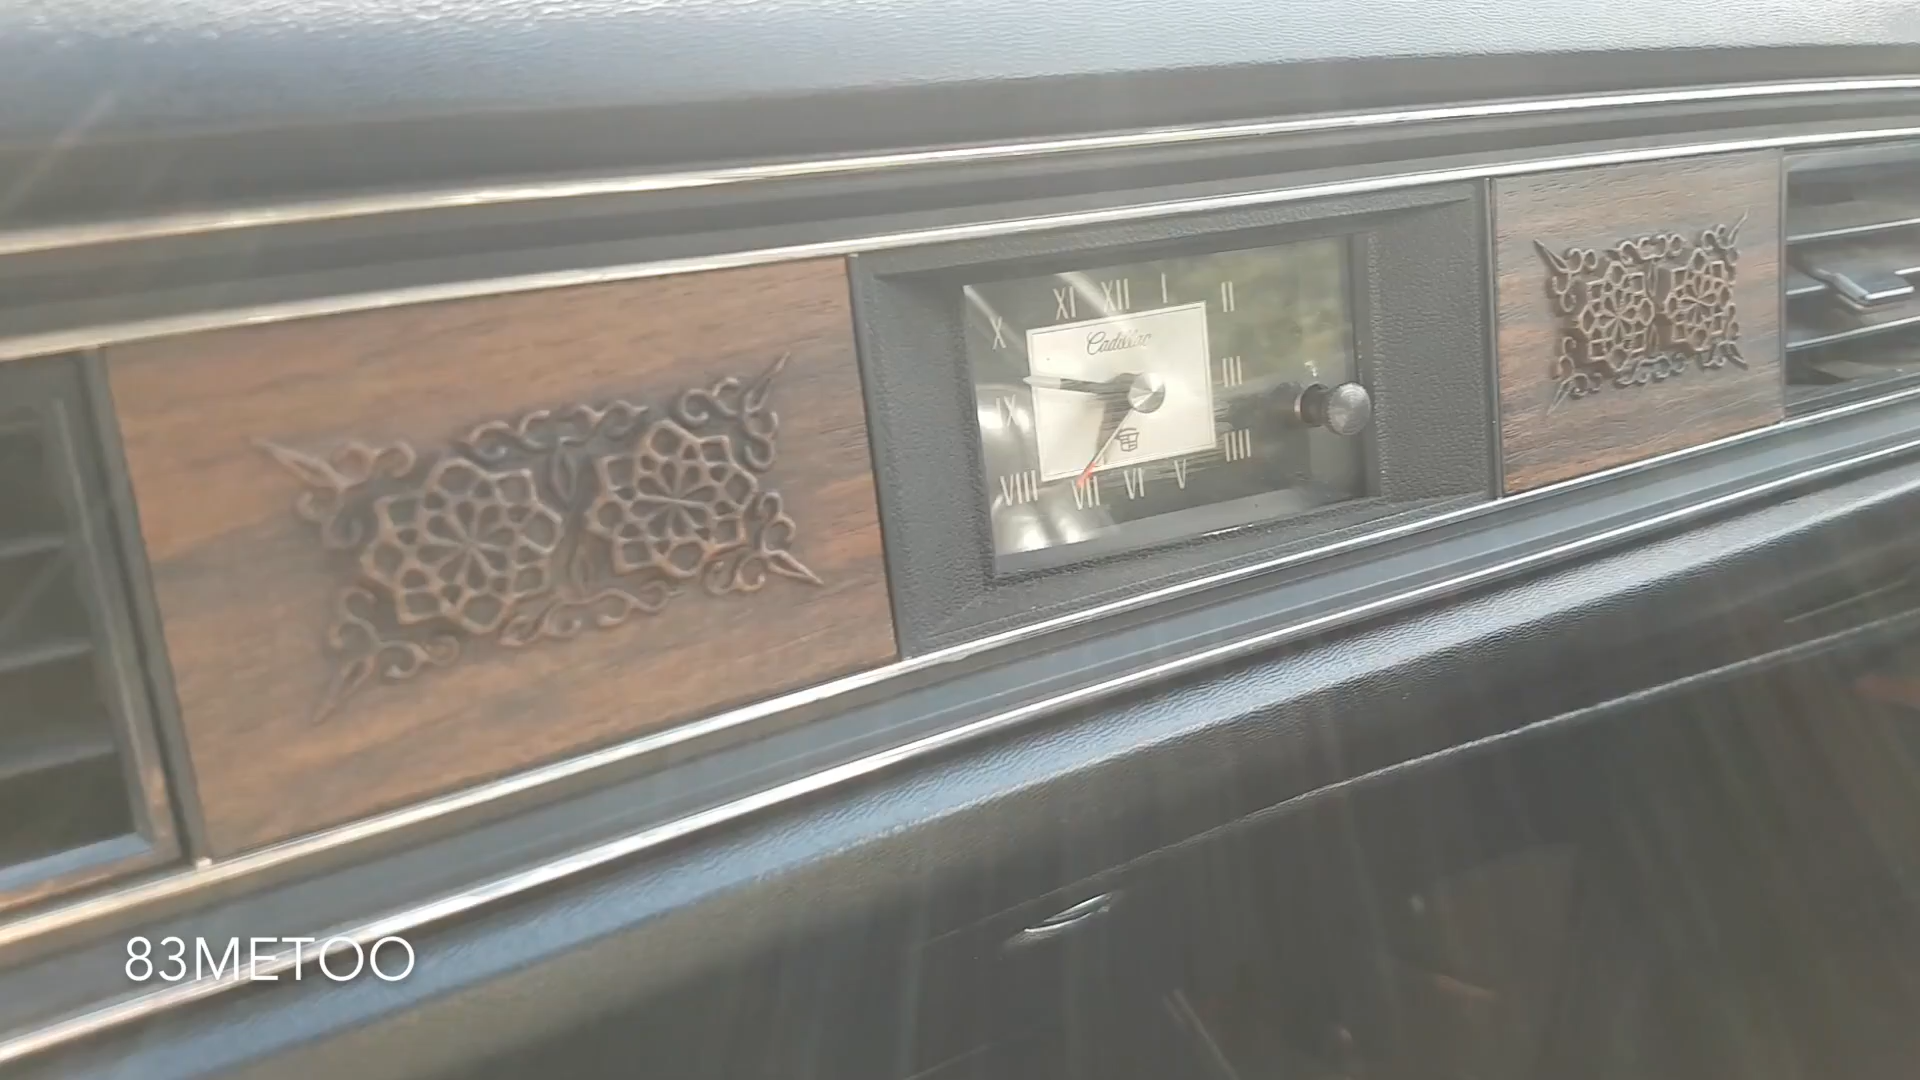 XI XII I II
X
Cadillac
III
IX
IIII
VIII VII VI V
83METOO